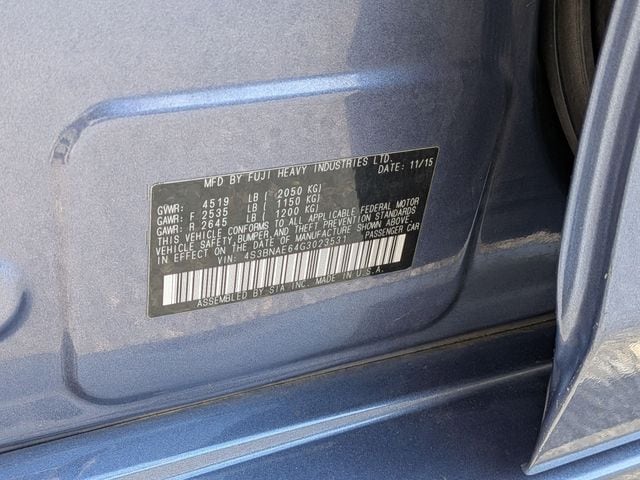 MFD BY FUJI HEAVY INDUSTRIES LTD.
DATE: 11/15
GVWR: 4519 LB ( 2050 KG)
GAWR: F. 2535 LB ( 1150 KG)
GAWR: R. 2645 LB ( 1200 KG)
THIS VEHICLE CONFORMS TO ALL APPLICABLE FEDERAL MOTOR
VEHICLE SAFETY, BUMPER AND THEFT PREVENTION STANDARDS
IN EFFECT ON THE DATE OF MANUFACTURE SHOWN ABOVE.
VIN: 4S3BNAE64G3023531 PASSENGER CAR
ASSEMBLED BY SIA INC. MADE IN U.S.A.